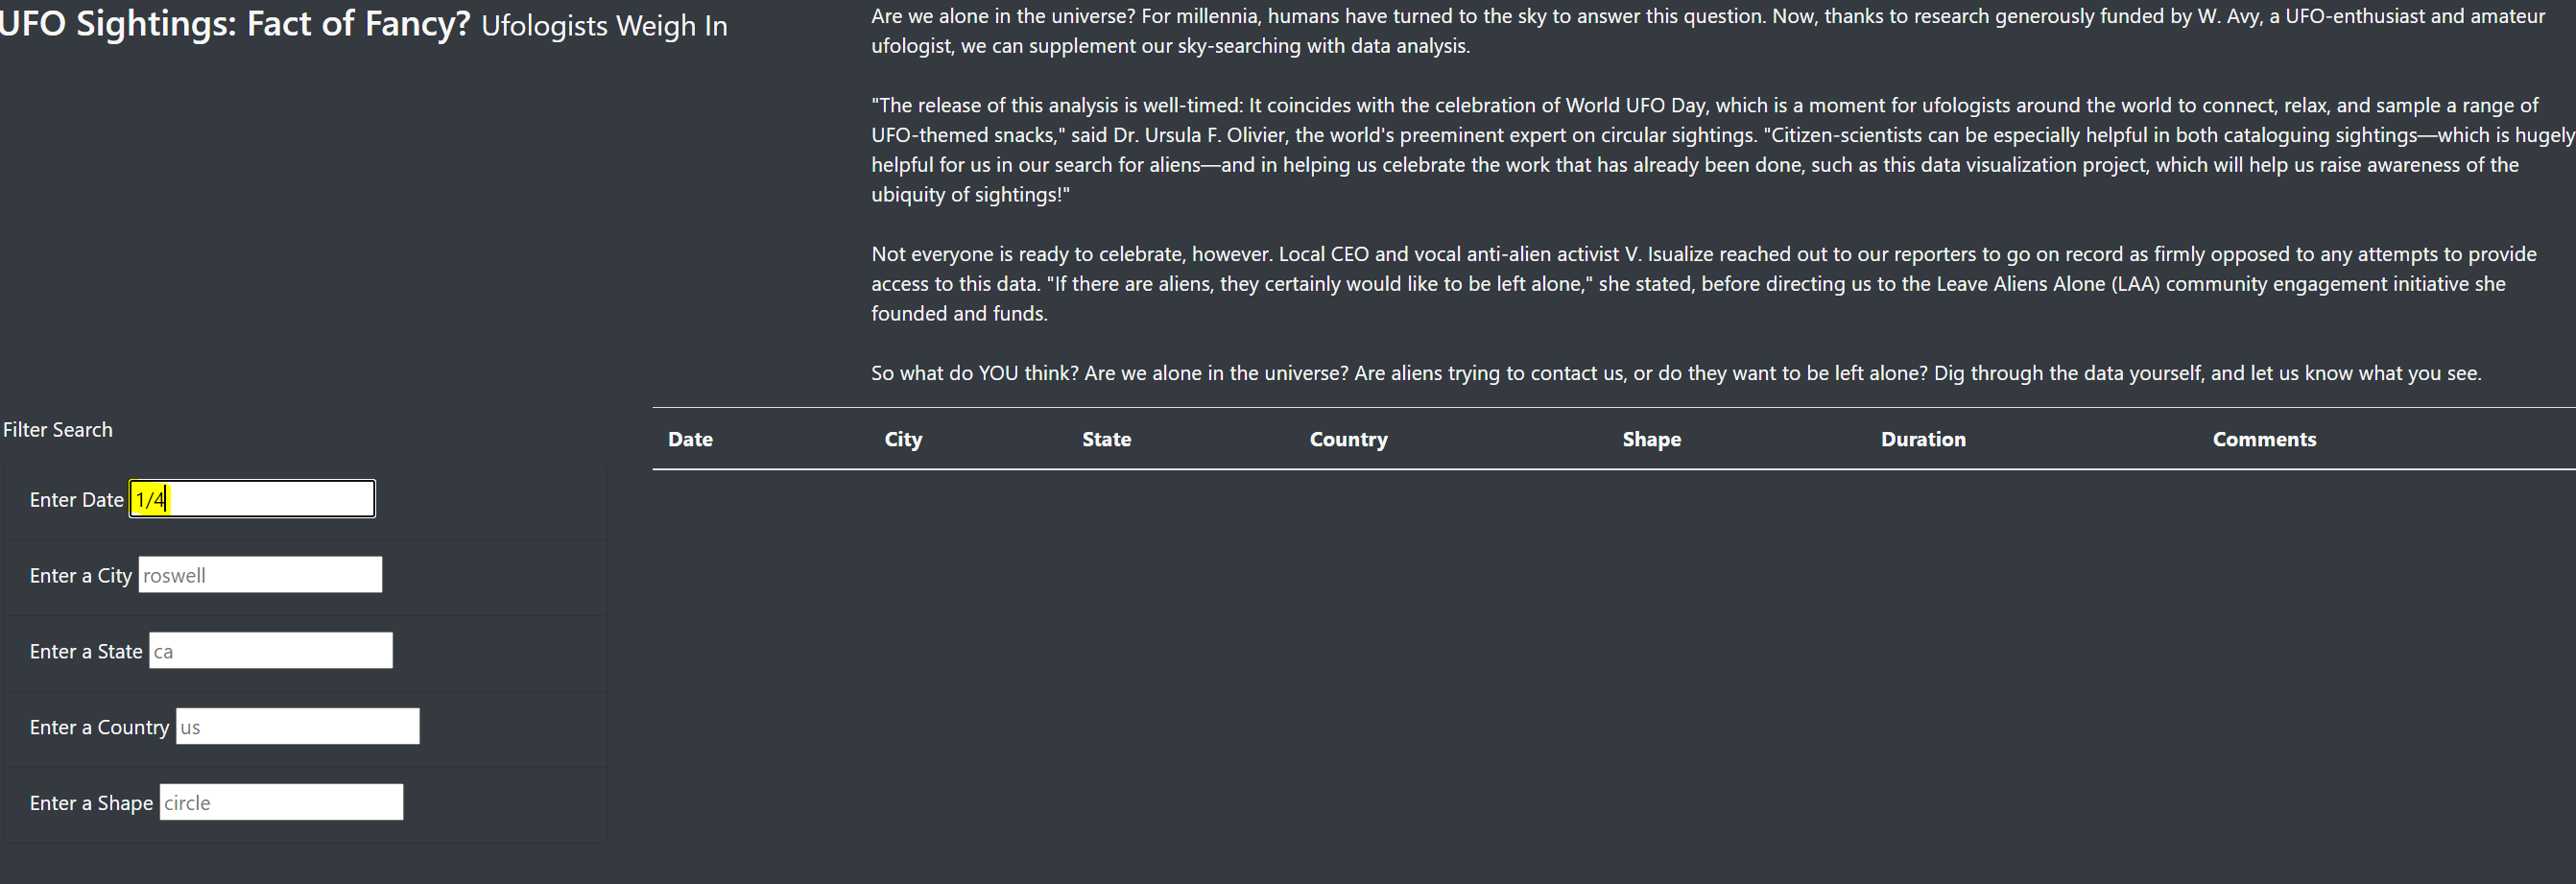 UFO Sightings: Fact of Fancy? Ufologists Weigh In
Are we alone in the universe? For millennia, humans have turned to the sky to answer this question. Now, thanks to research generously funded by W. Avy, a UFO-enthusiast and amateur
ufologist, we can supplement our sky-searching with data analysis.
"The release of this analysis is well-timed: It coincides with the celebration of World UFO Day, which is a moment for ufologists around the world to connect, relax, and sample a range of
UFO-themed snacks," said Dr. Ursula F. Olivier, the world's preeminent expert on circular sightings. "Citizen-scientists can be especially helpful in both cataloguing sightings—which is hugely
helpful for us in our search for aliens—and in helping us celebrate the work that has already been done, such as this data visualization project, which will help us raise awareness of the
ubiquity of sightings!"
Not everyone is ready to celebrate, however. Local CEO and vocal anti-alien activist V. Isualize reached out to our reporters to go on record as firmly opposed to any attempts to provide
access to this data. "If there are aliens, they certainly would like to be left alone," she stated, before directing us to the Leave Aliens Alone (LAA) community engagement initiative she
founded and funds.
So what do YOU think? Are we alone in the universe? Are aliens trying to contact us, or do they want to be left alone? Dig through the data yourself, and let us know what you see.
Filter Search
Enter Date 1/4
Enter a City roswell
Enter a State ca
Enter a Country us
Enter a Shape circle
Date City State Country Shape Duration Comments